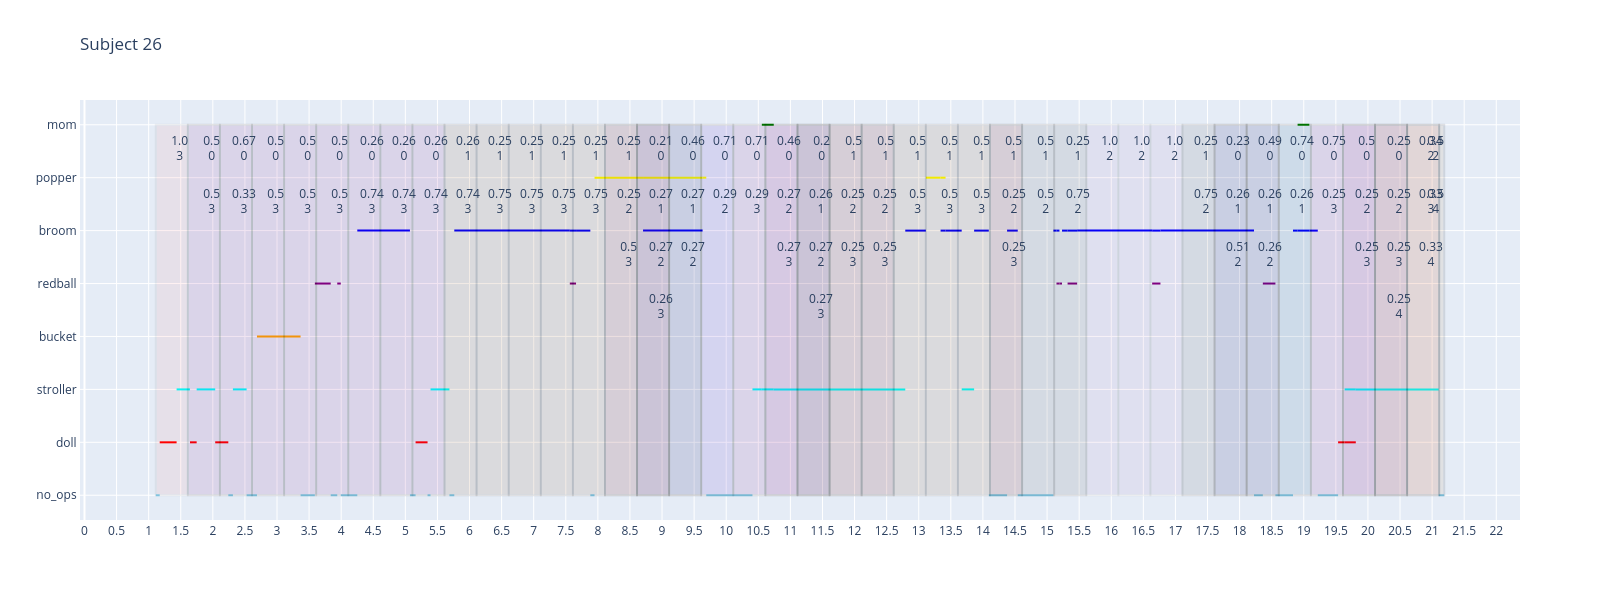 Subject 26
mom
1.0 0.5 0.67 0.5 0.5 0.5 0.26 0.26 0.26 0.26 0.25 0.25 0.25 0.25 0.25 0.21 0.46 0.71 0.71 0.46 0.2 0.5 0.5 0.5 0.5 0.5 0.5 0.5 0.25 1.0 1.0 1.0 0.25 0.23 0.49 0.74 0.75 0.5 0.25
3 0 0 0 0 0 0 0 0 1 1 1 1 1 1 0 0 0 0 0 0 1 1 1 1 1 1 1 1 2 2 2 1 0 0 0 0 0 0
popper
0.5 0.33 0.5 0.5 0.5 0.74 0.74 0.74 0.74 0.75 0.75 0.75 0.75 0.25 0.27 0.27 0.29 0.29 0.27 0.26 0.25 0.25 0.5 0.5 0.5 0.25 0.5 0.75 0.75 0.26 0.26 0.26 0.25 0.25 0.25
3 3 3 3 3 3 3 3 3 3 3 3 3 2 1 1 2 3 2 1 2 2 3 3 3 2 2 2 2 1 1 1 3 2 2
broom
0.5 0.27 0.27 0.27 0.27 0.25 0.25 0.25 0.51 0.26 0.25 0.25 0.33
3 2 2 3 2 3 3 3 2 2 3 3 4
redball
0.26 0.27 0.25
3 3 4
bucket
stroller
doll
no_ops
0 0.5 1 1.5 2 2.5 3 3.5 4 4.5 5 5.5 6 6.5 7 7.5 8 8.5 9 9.5 10 10.5 11 11.5 12 12.5 13 13.5 14 14.5 15 15.5 16 16.5 17 17.5 18 18.5 19 19.5 20 20.5 21 21.5 22